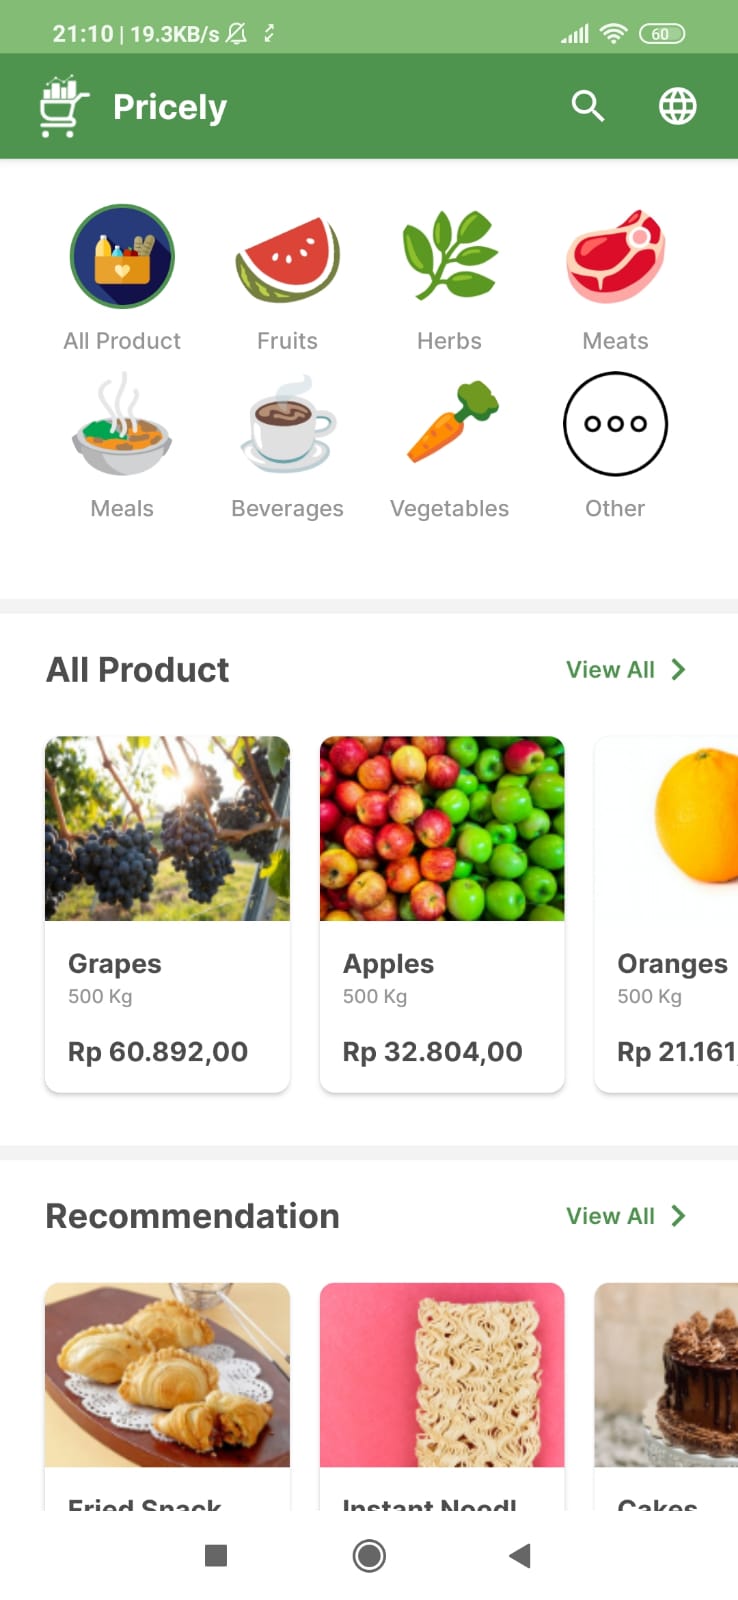 21:10 | 19.3KB/s
60
Pricely
All Product
Fruits
Herbs
Meats
Meals
Beverages
Vegetables
Other
All Product
View All
Grapes
500 Kg
Rp 60.892,00
Apples
500 Kg
Rp 32.804,00
Oranges
500 Kg
Rp 21.161,
Recommendation
View All
Fried Snack
Instant Noodl
Cakes